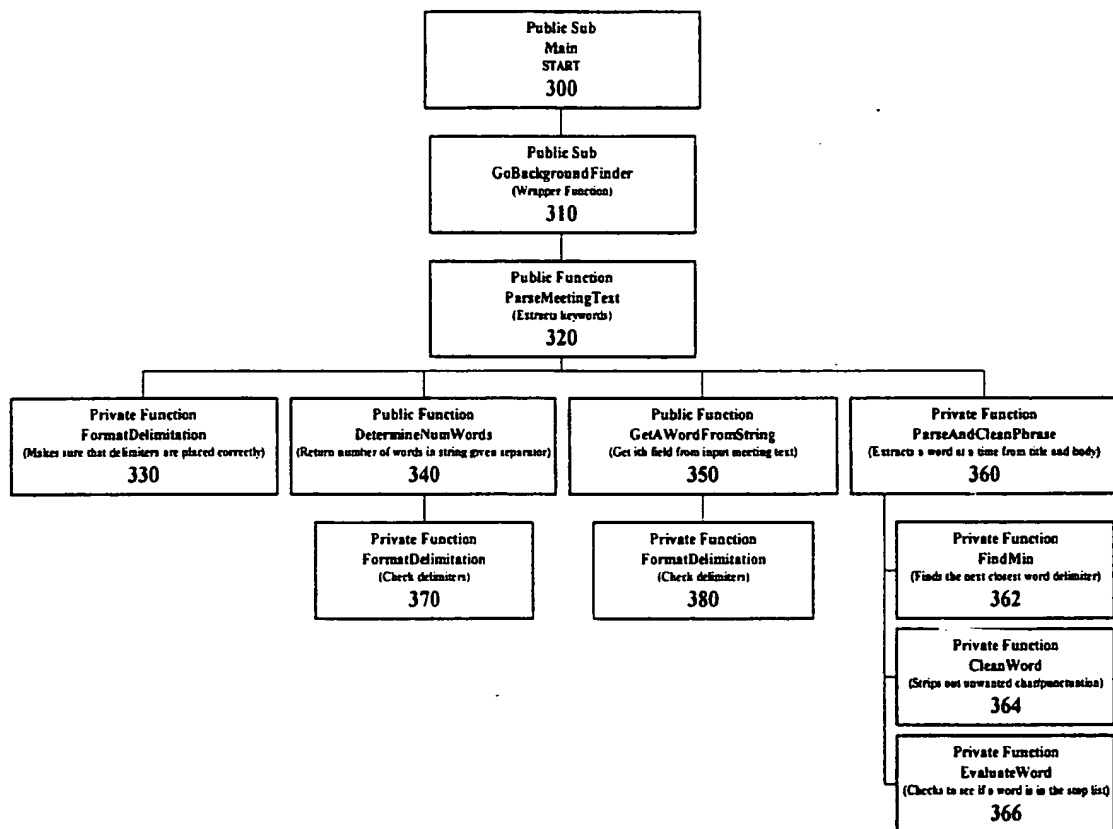 Public Sub
Main
START
300
Public Sub
GoBackgroundFinder
(Wrapper Function)
310
Public Function
ParseMeetingText
(Extracts keywords)
320
Private Function
FormatDelimitation
(Makes sure that delimiters are placed correctly)
330
Public Function
DetermineNumWords
(Return number of words in string given separator)
340
Public Function
GetAWordFromString
(Get ith field from input meeting text)
350
Private Function
ParseAndCleanPhrase
(Extracts a word at a time from title and body)
360
Private Function
FormatDelimitation
(Check delimiters)
370
Private Function
FormatDelimitation
(Check delimiters)
380
Private Function
FindMin
(Finds the next closest word delimiter)
362
Private Function
CleanWord
(Strips out unwanted char/punctuation)
364
Private Function
EvaluateWord
(Checks to see if a word is in the stop list)
366